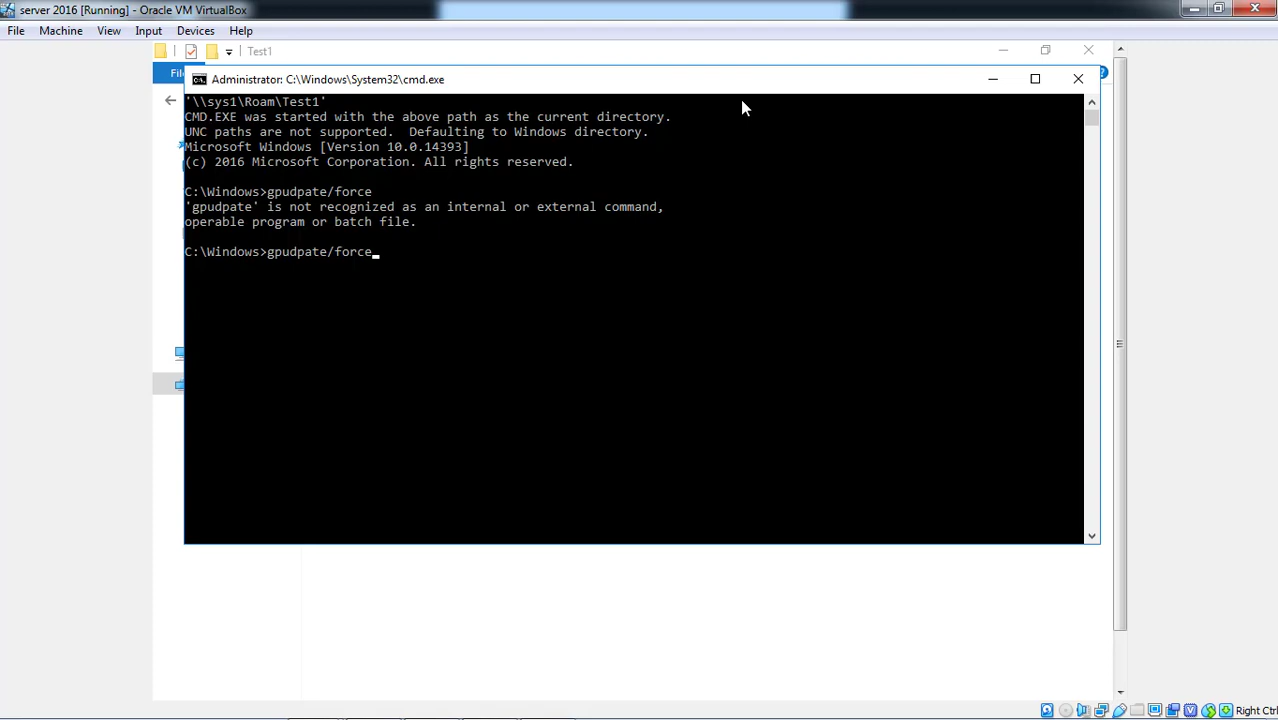 server 2016 [Running] - Oracle VM VirtualBox
File Machine View Input Devices Help
Test1
Administrator: C:\Windows\System32\cmd.exe
'\\sys1\Roam\Test1'
CMD.EXE was started with the above path as the current directory.
UNC paths are not supported.  Defaulting to Windows directory.
Microsoft Windows [Version 10.0.14393]
(c) 2016 Microsoft Corporation. All rights reserved.
C:\Windows>gpudpate/force
'gpudpate' is not recognized as an internal or external command,
operable program or batch file.
C:\Windows>gpudpate/force
Right Ctrl